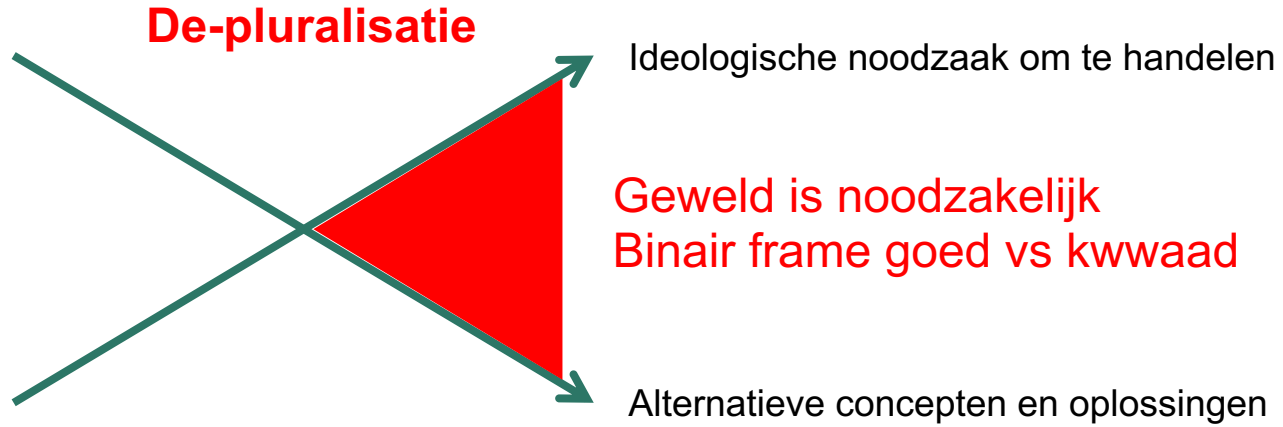 De-pluralisatie
Ideologische noodzaak om te handelen
Geweld is noodzakelijk
Binair frame goed vs kwwaad
Alternatieve concepten en oplossingen